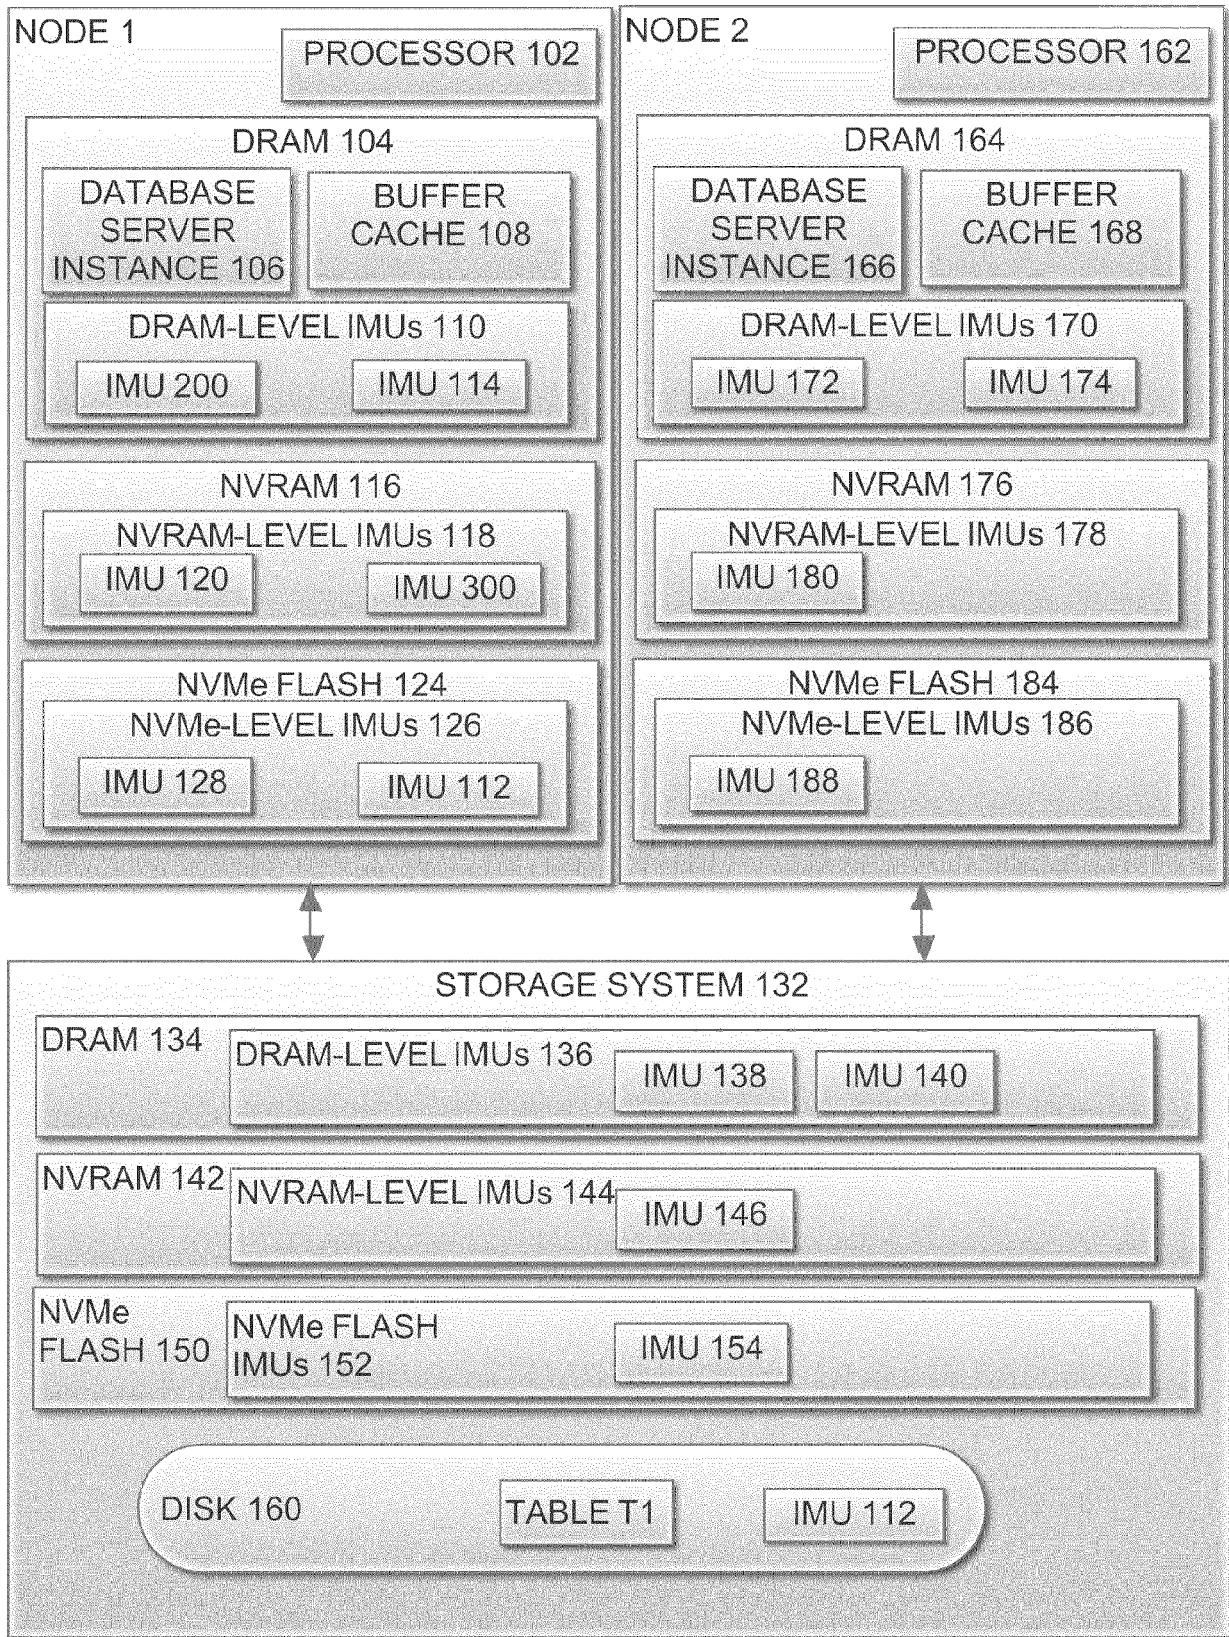 NODE 1
PROCESSOR 102
DRAM 104
DATABASE
SERVER
INSTANCE 106
BUFFER
CACHE 108
DRAM-LEVEL IMUs 110
IMU 200
IMU 114
NVRAM 116
NVRAM-LEVEL IMUs 118
IMU 120
IMU 300
NVMe FLASH 124
NVMe-LEVEL IMUs 126
IMU 128
IMU 112
NODE 2
PROCESSOR 162
DRAM 164
DATABASE
SERVER
INSTANCE 166
BUFFER
CACHE 168
DRAM-LEVEL IMUs 170
IMU 172
IMU 174
NVRAM 176
NVRAM-LEVEL IMUs 178
IMU 180
NVMe FLASH 184
NVMe-LEVEL IMUs 186
IMU 188
STORAGE SYSTEM 132
DRAM 134
DRAM-LEVEL IMUs 136
IMU 138
IMU 140
NVRAM 142
NVRAM-LEVEL IMUs 144
IMU 146
NVMe
FLASH 150
NVMe FLASH
IMUs 152
IMU 154
DISK 160
TABLE T1
IMU 112